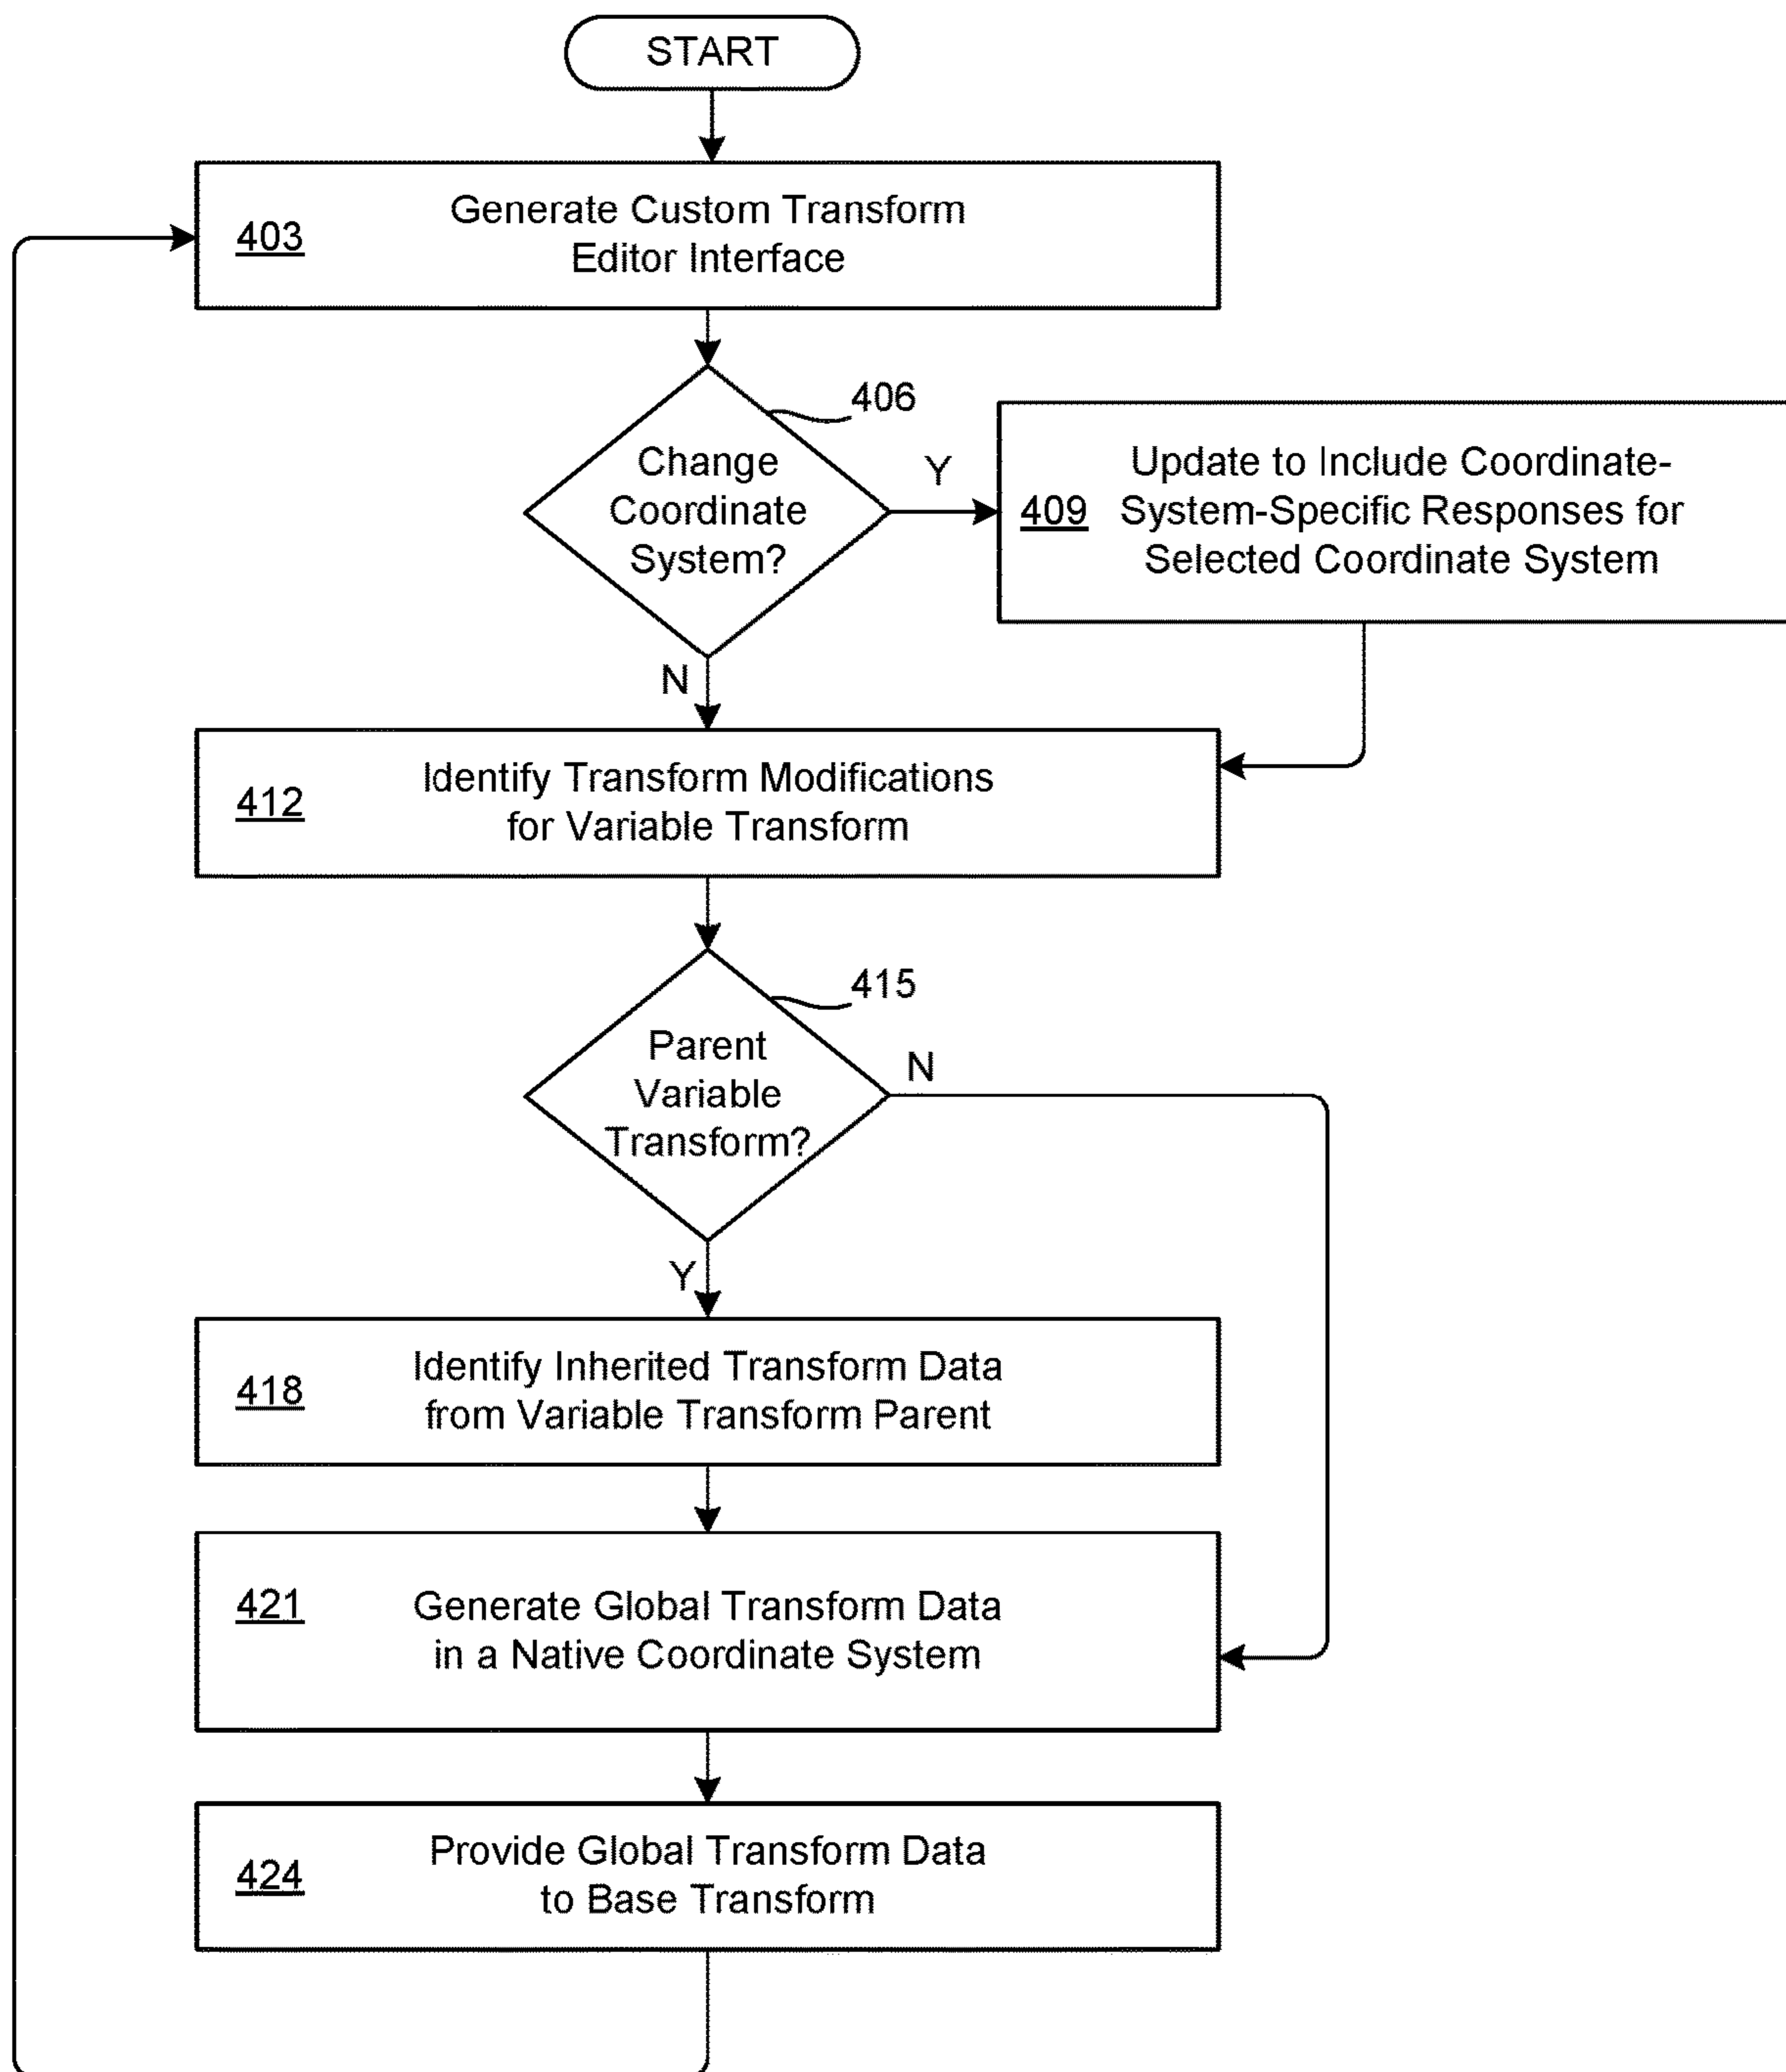 START
403
Generate Custom Transform
Editor Interface
406
Change
Coordinate
System?
Y
409
Update to Include Coordinate-
System-Specific Responses for
Selected Coordinate System
N
412
Identify Transform Modifications
for Variable Transform
415
Parent
Variable
Transform?
N
Y
418
Identify Inherited Transform Data
from Variable Transform Parent
421
Generate Global Transform Data
in a Native Coordinate System
424
Provide Global Transform Data
to Base Transform